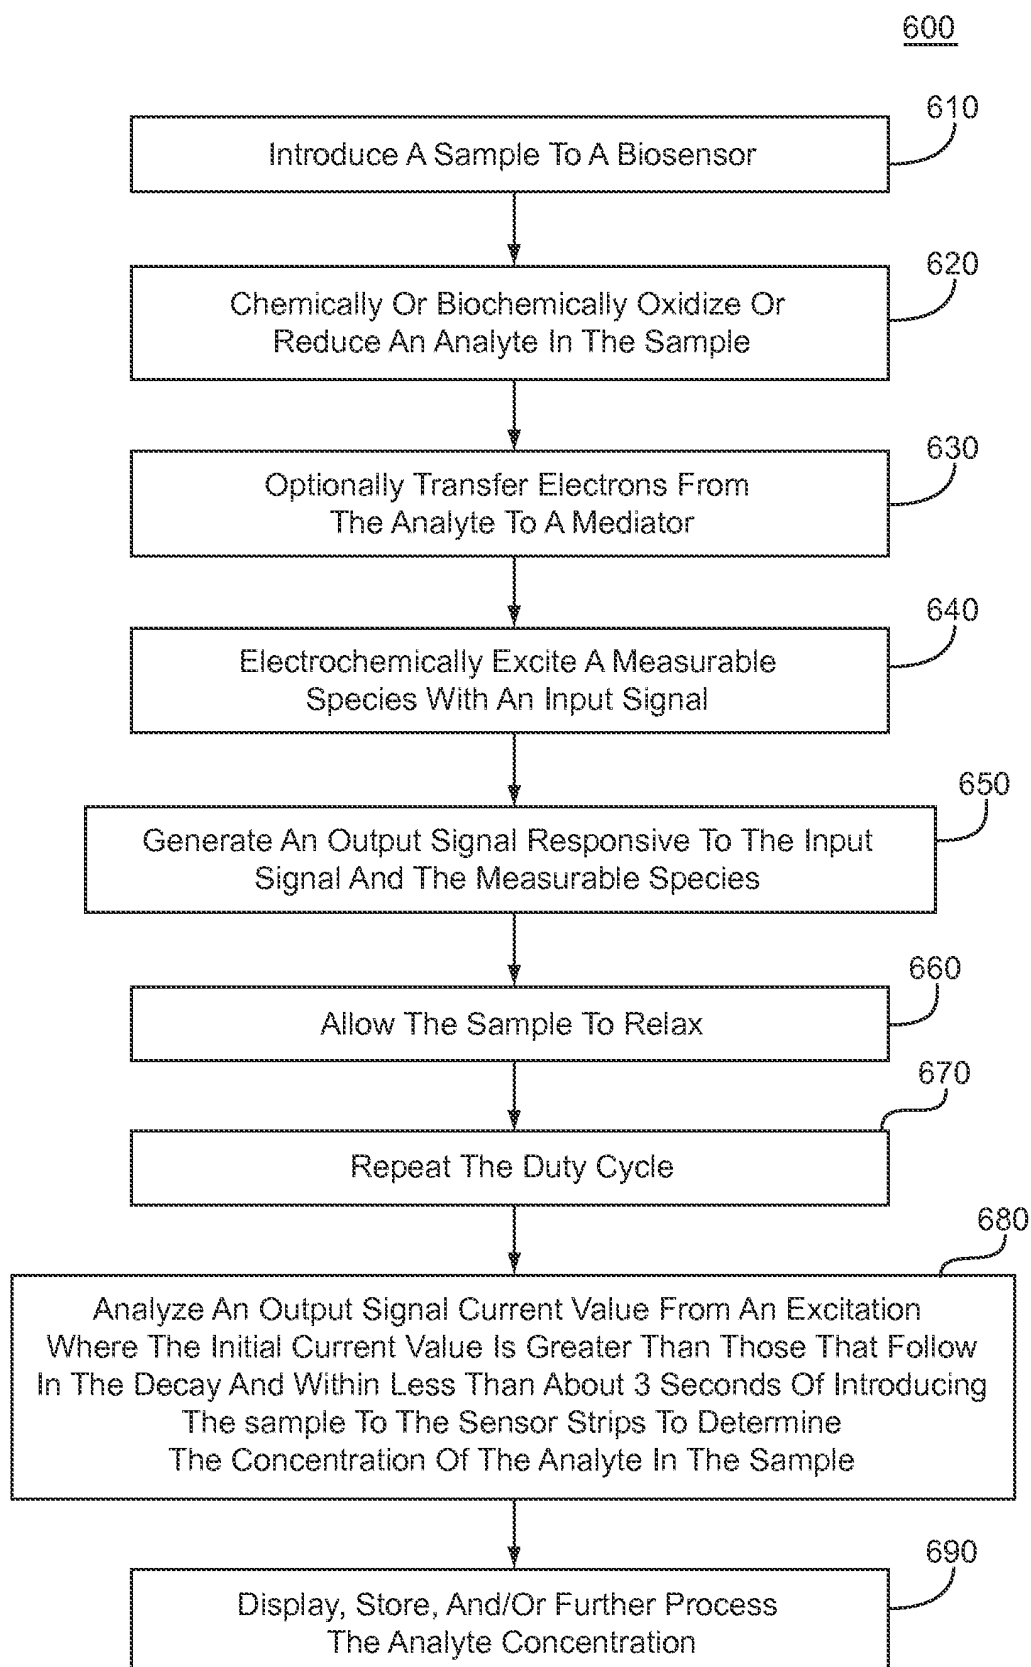 600
610
Introduce A Sample To A Biosensor
620
Chemically Or Biochemically Oxidize Or
Reduce An Analyte In The Sample
630
Optionally Transfer Electrons From
The Analyte To A Mediator
640
Electrochemically Excite A Measurable
Species With An Input Signal
650
Generate An Output Signal Responsive To The Input
Signal And The Measurable Species
660
Allow The Sample To Relax
670
Repeat The Duty Cycle
680
Analyze An Output Signal Current Value From An Excitation
Where The Initial Current Value Is Greater Than Those That Follow
In The Decay And Within Less Than About 3 Seconds Of Introducing
The sample To The Sensor Strips To Determine
The Concentration Of The Analyte In The Sample
690
Display, Store, And/Or Further Process
The Analyte Concentration